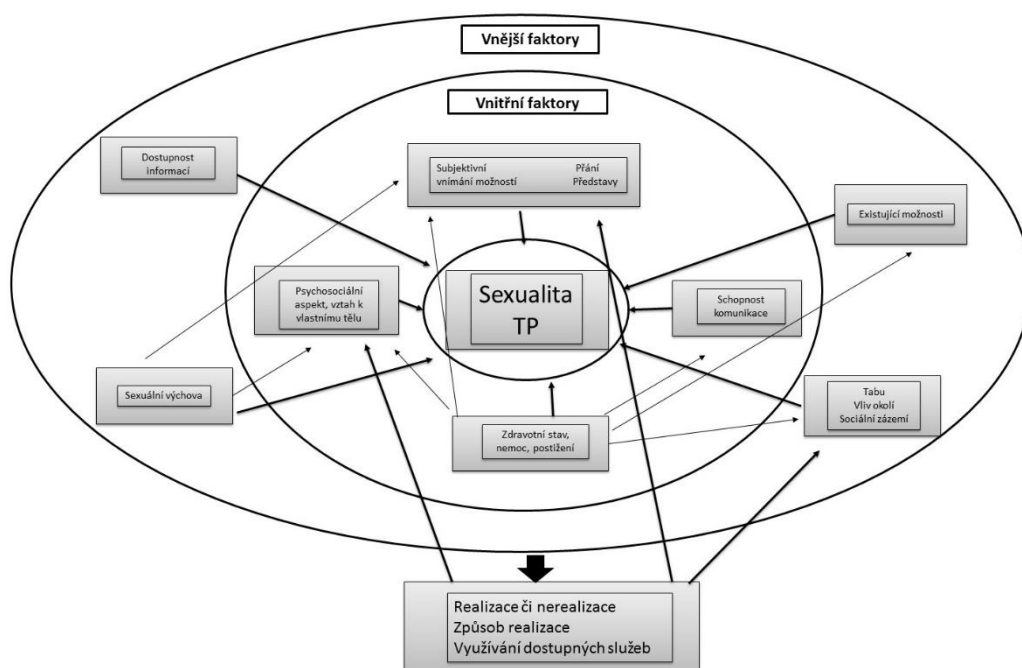 Vnější faktory
Vnitřní faktory
Dostupnost
informací
Subjektivní Přání
vnímání možností Představy
Existující možnosti
Psychosociální
aspekt, vztah k
vlastnímu tělu
Sexualita
TP
Schopnost
komunikace
Sexuální výchova
Tabu
Vliv okolí
Sociální zázemí
Zdravotní stav,
nemoc, postižení
Realizace či nerealizace
Způsob realizace
Využívání dostupných služeb